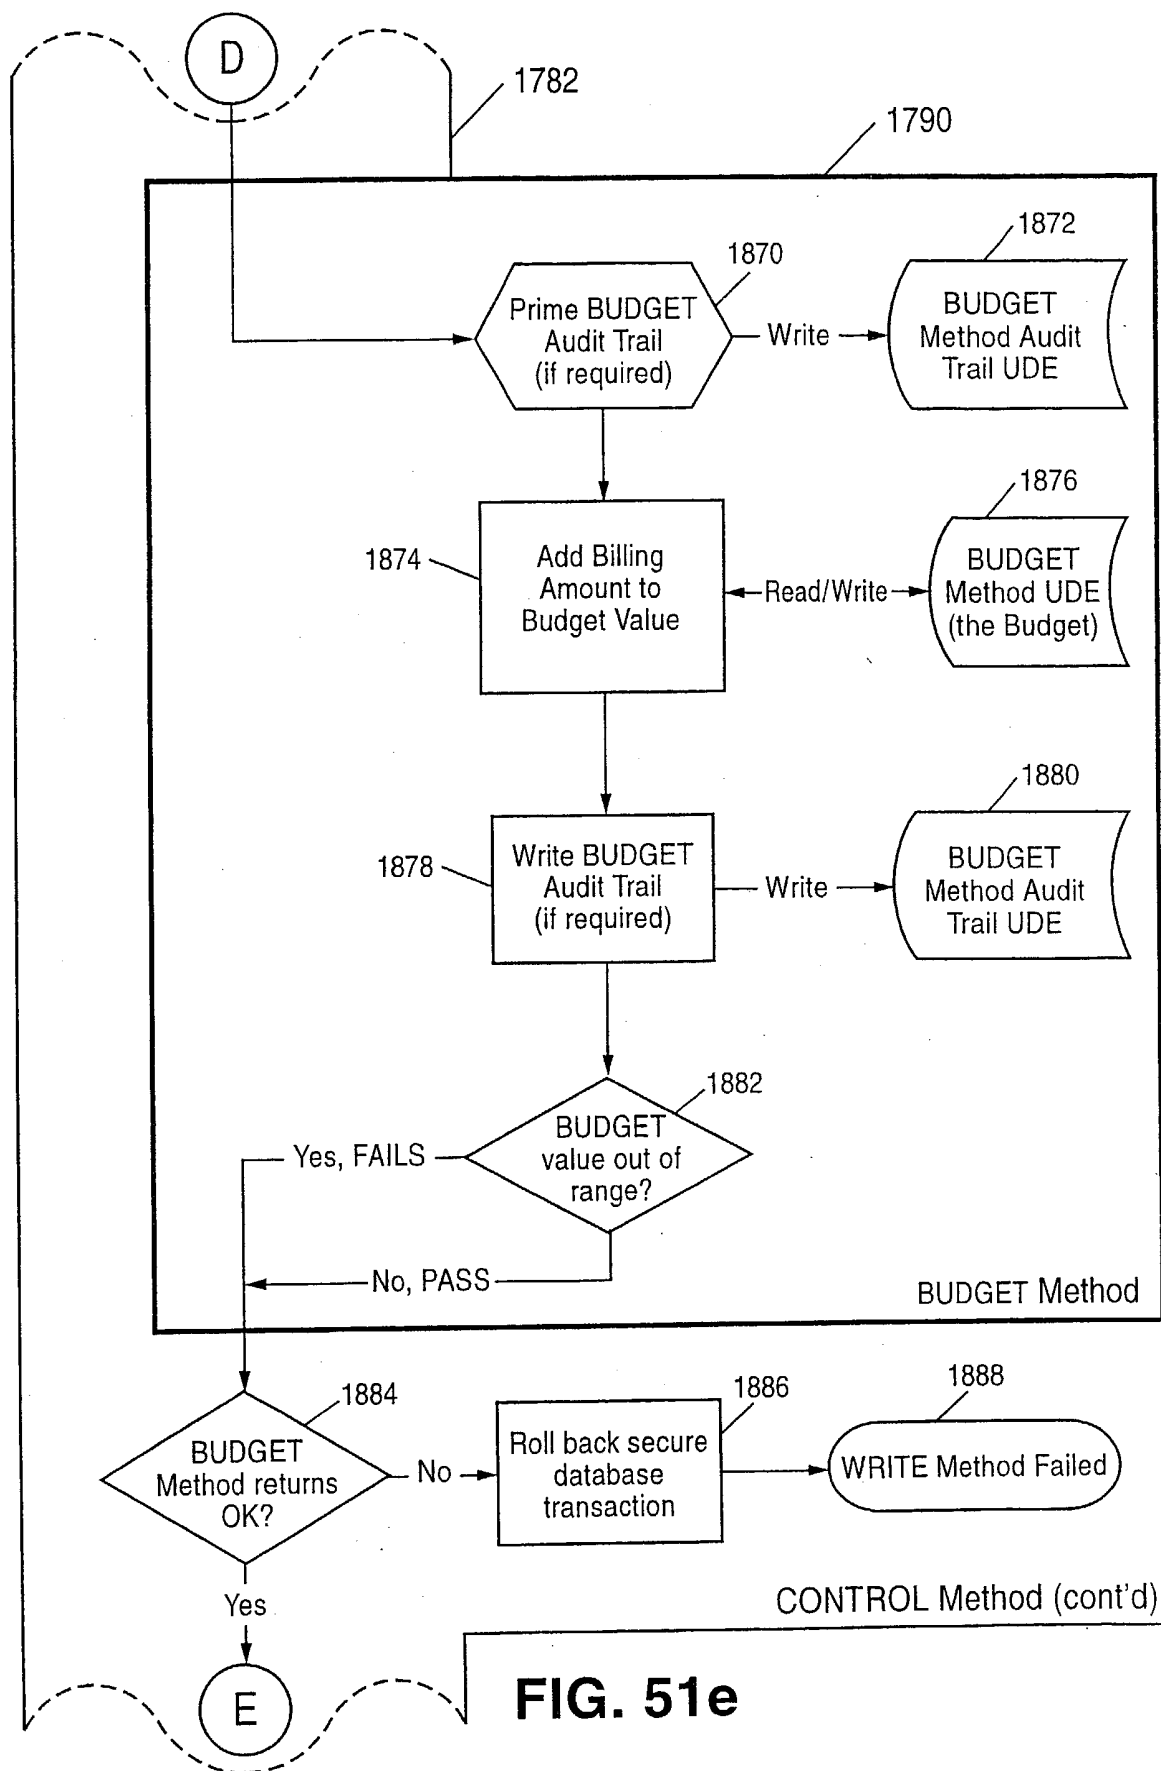 D
1782
1790
1870
1872
Prime BUDGET
Audit Trail
(if required)
Write
BUDGET
Method Audit
Trail UDE
1874
Add Billing
Amount to
Budget Value
Read/Write
1876
BUDGET
Method UDE
(the Budget)
1878
Write BUDGET
Audit Trail
(if required)
Write
1880
BUDGET
Method Audit
Trail UDE
1882
BUDGET
value out of
range?
Yes, FAILS
No, PASS
BUDGET Method
1884
BUDGET
Method returns
OK?
No
1886
Roll back secure
database
transaction
1888
WRITE Method Failed
Yes
CONTROL Method (cont'd)
E
FIG. 51e